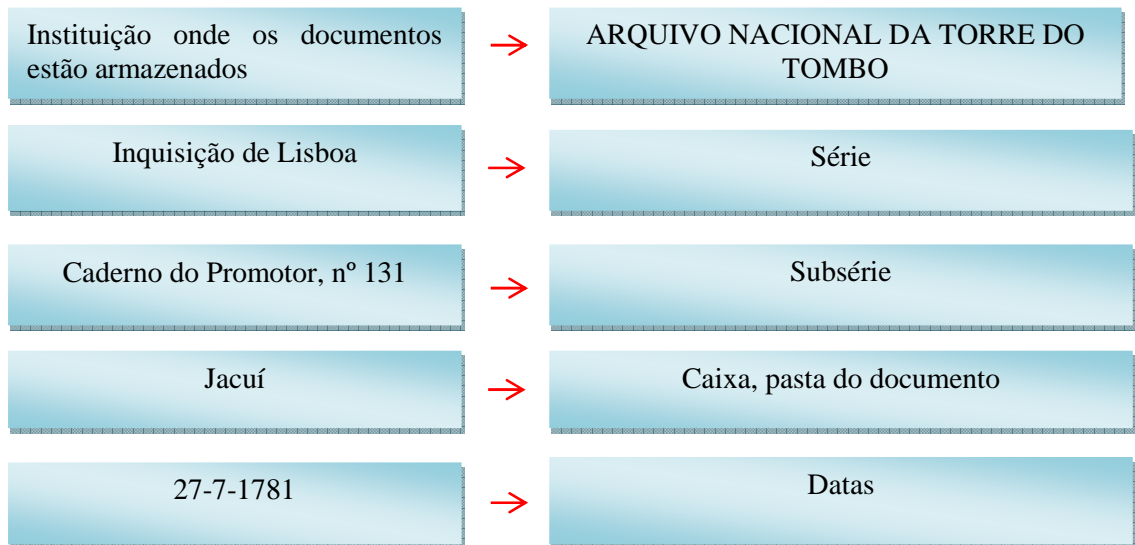 Instituição onde os documentos
estão armazenados
ARQUIVO NACIONAL DA TORRE DO
TOMBO
Inquisição de Lisboa
Série
Caderno do Promotor, nº 131
Subsérie
Jacuí
Caixa, pasta do documento
27-7-1781
Datas